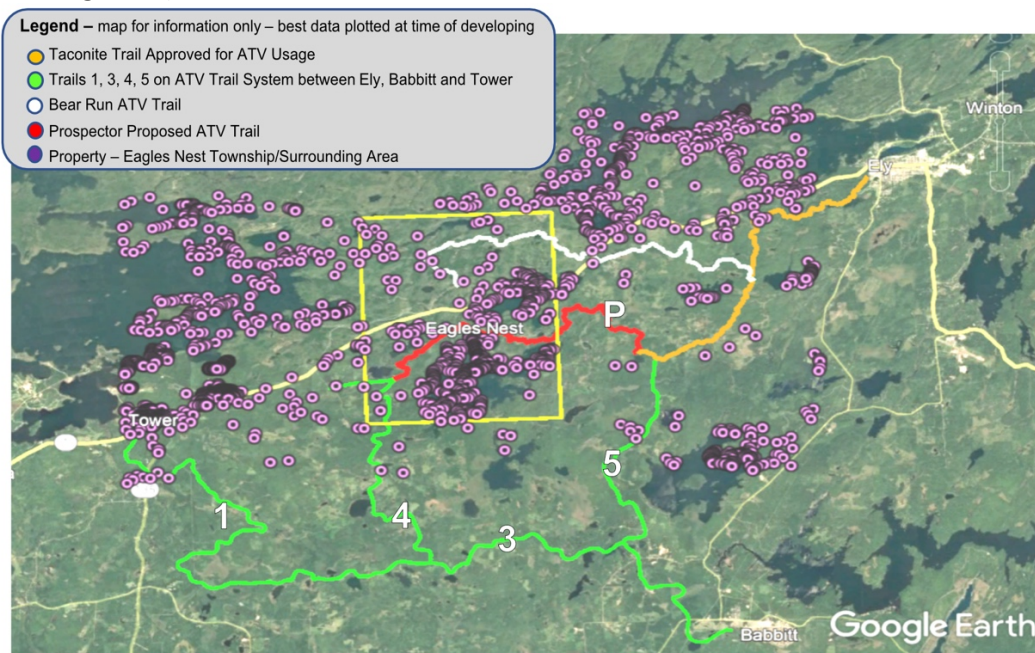 Legend – map for information only – best data plotted at time of developing
Taconite Trail Approved for ATV Usage
Trails 1, 3, 4, 5 on ATV Trail System between Ely, Babbitt and Tower
Bear Run ATV Trail
Prospector Proposed ATV Trail
Property – Eagles Nest Township/Surrounding Area
Winton
Ely
P
Eagles Nest
Tower
5
1
4
3
Babbitt
Google Earth